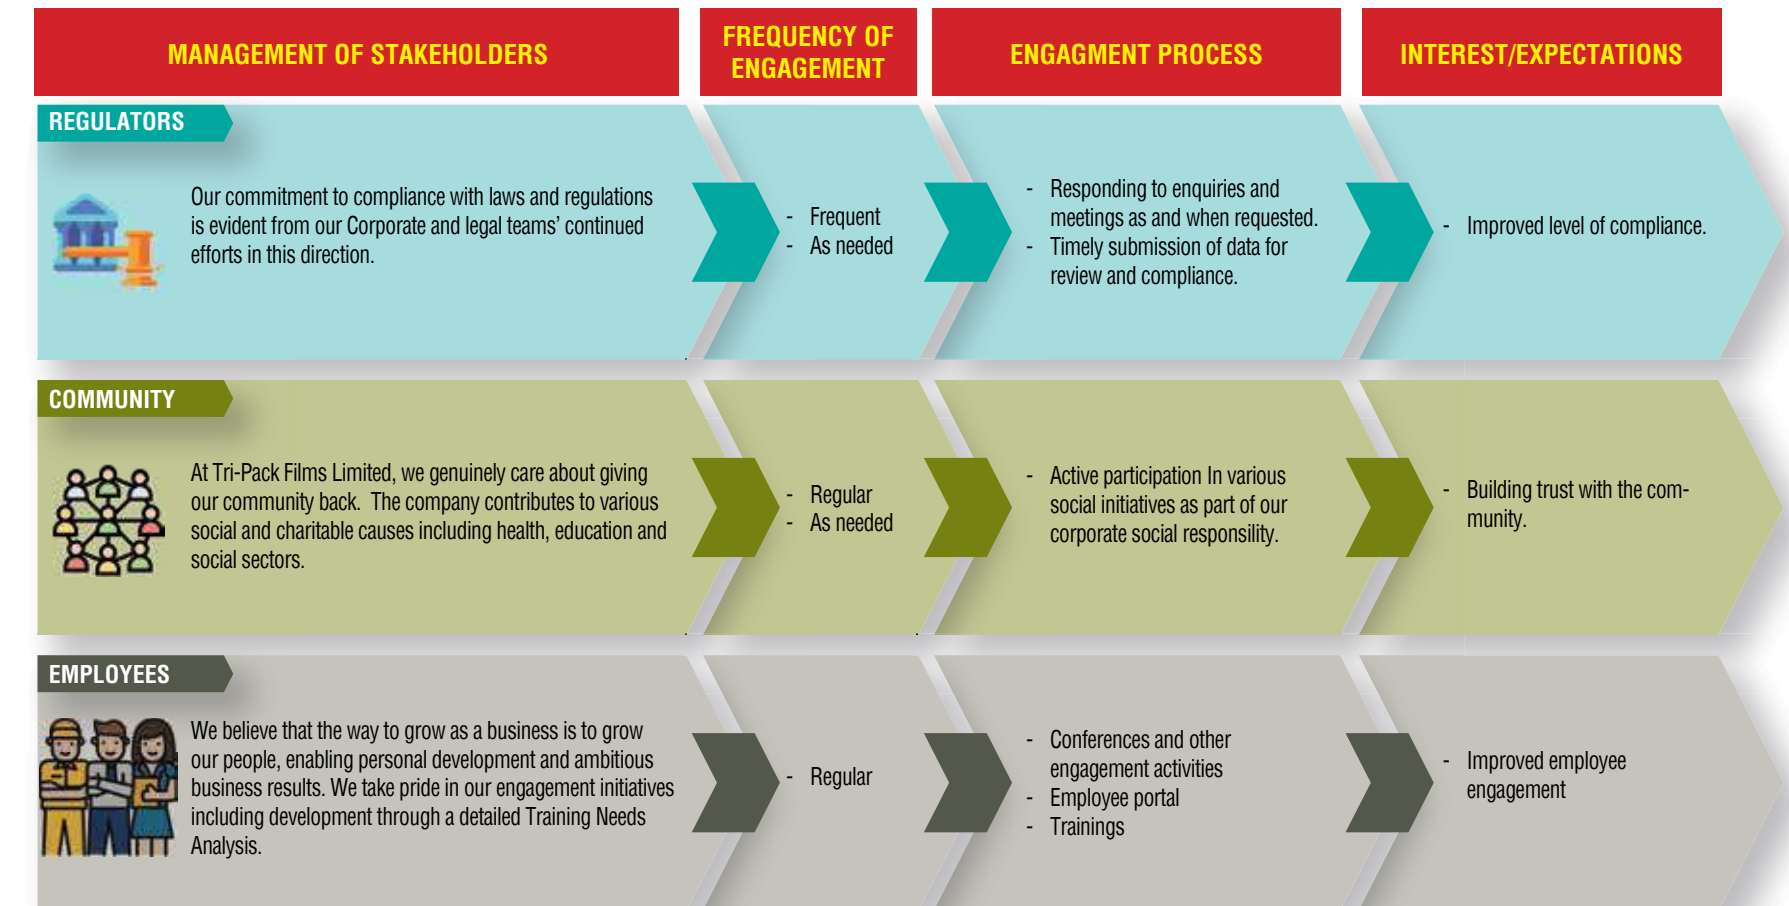 MANAGEMENT OF STAKEHOLDERS
FREQUENCY OF
ENGAGEMENT
ENGAGMENT PROCESS
INTEREST/EXPECTATIONS
REGULATORS
Our commitment to compliance with laws and regulations
is evident from our Corporate and legal teams’ continued
efforts in this direction.
- Frequent
- As needed
- Responding to enquiries and
meetings as and when requested.
- Timely submission of data for
review and compliance.
- Improved level of compliance.
COMMUNITY
At Tri-Pack Films Limited, we genuinely care about giving
our community back. The company contributes to various
social and charitable causes including health, education and
social sectors.
- Regular
- As needed
- Active participation In various
social initiatives as part of our
corporate social responsility.
- Building trust with the com-
munity.
EMPLOYEES
We believe that the way to grow as a business is to grow
our people, enabling personal development and ambitious
business results. We take pride in our engagement initiatives
including development through a detailed Training Needs
Analysis.
- Regular
- Conferences and other
engagement activities
- Employee portal
- Trainings
- Improved employee
engagement